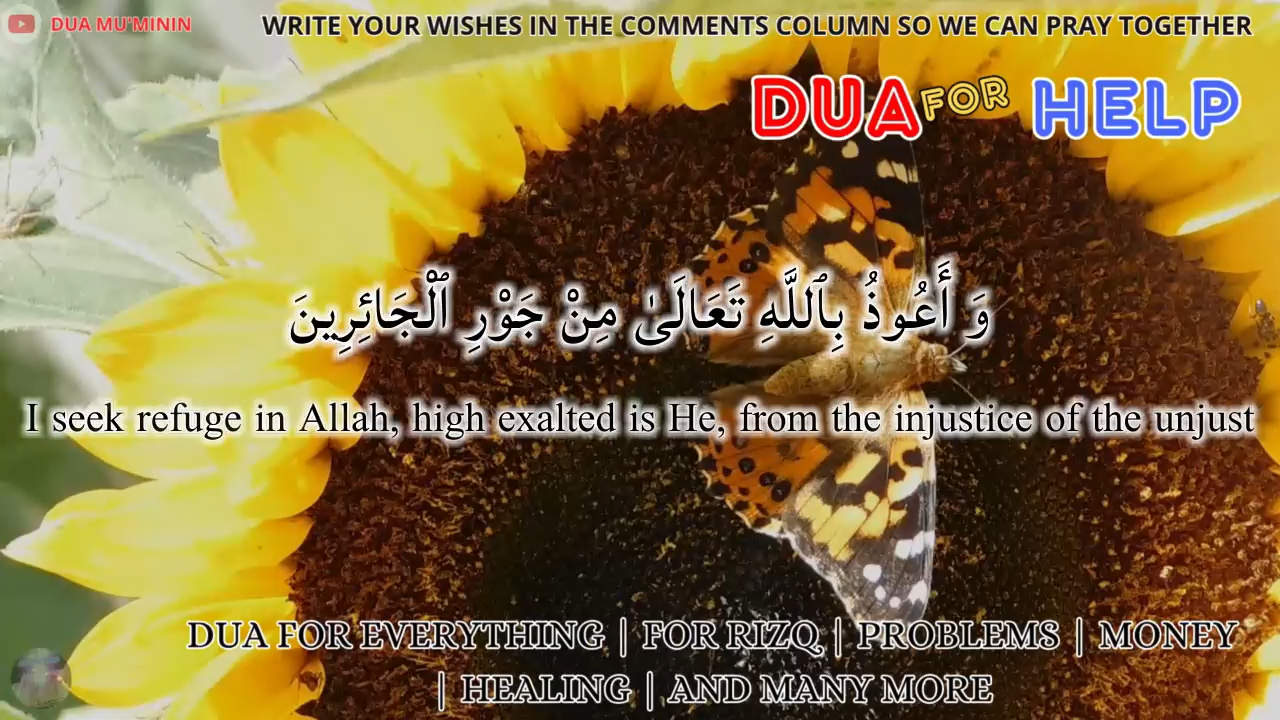 DUA MU'MININ
WRITE YOUR WISHES IN THE COMMENTS COLUMN SO WE CAN PRAY TOGETHER
DUA FOR HELP
وَ أَعُوذُ بِٱللَّهِ تَعَالَىٰ مِنْ جَوْرِ ٱلْجَائِرِينَ
I seek refuge in Allah, high exalted is He, from the injustice of the unjust
DUA FOR EVERYTHING | FOR RIZQ | PROBLEMS | MONEY
| HEALING | AND MANY MORE